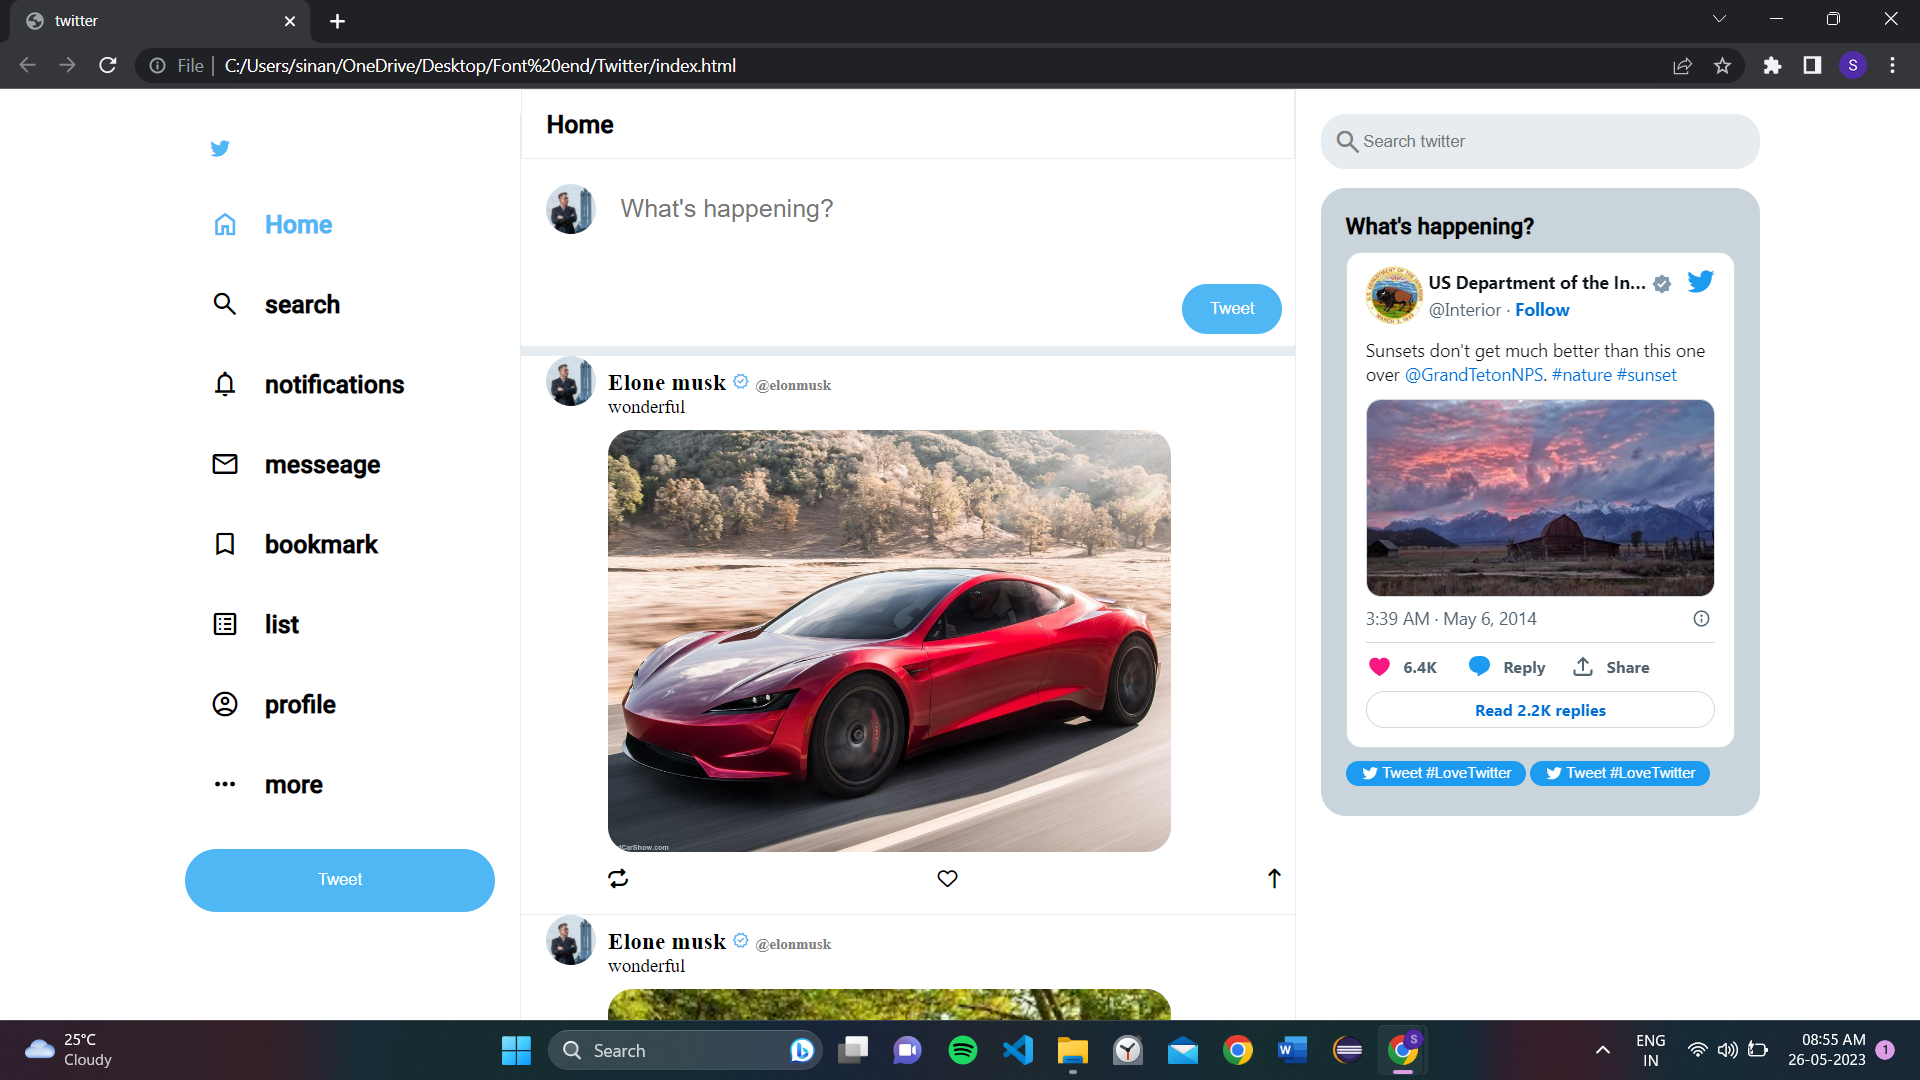 twitter
File
C:/Users/sinan/OneDrive/Desktop/Font%20end/Twitter/index.html
S
Home
search
notifications
messeage
bookmark
list
profile
more
Tweet
Home
What's happening?
Tweet
Elone musk @elonmusk
wonderful
CarShow.com
Elone musk @elonmusk
wonderful
Search twitter
What's happening?
US Department of the In...
@Interior · Follow
Sunsets don't get much better than this one
over @GrandTetonNPS. #nature #sunset
3:39 AM · May 6, 2014
6.4K Reply Share
Read 2.2K replies
Tweet #LoveTwitter Tweet #LoveTwitter
25°C
Cloudy
Search
S
ENG
IN
08:55 AM
26-05-2023
1